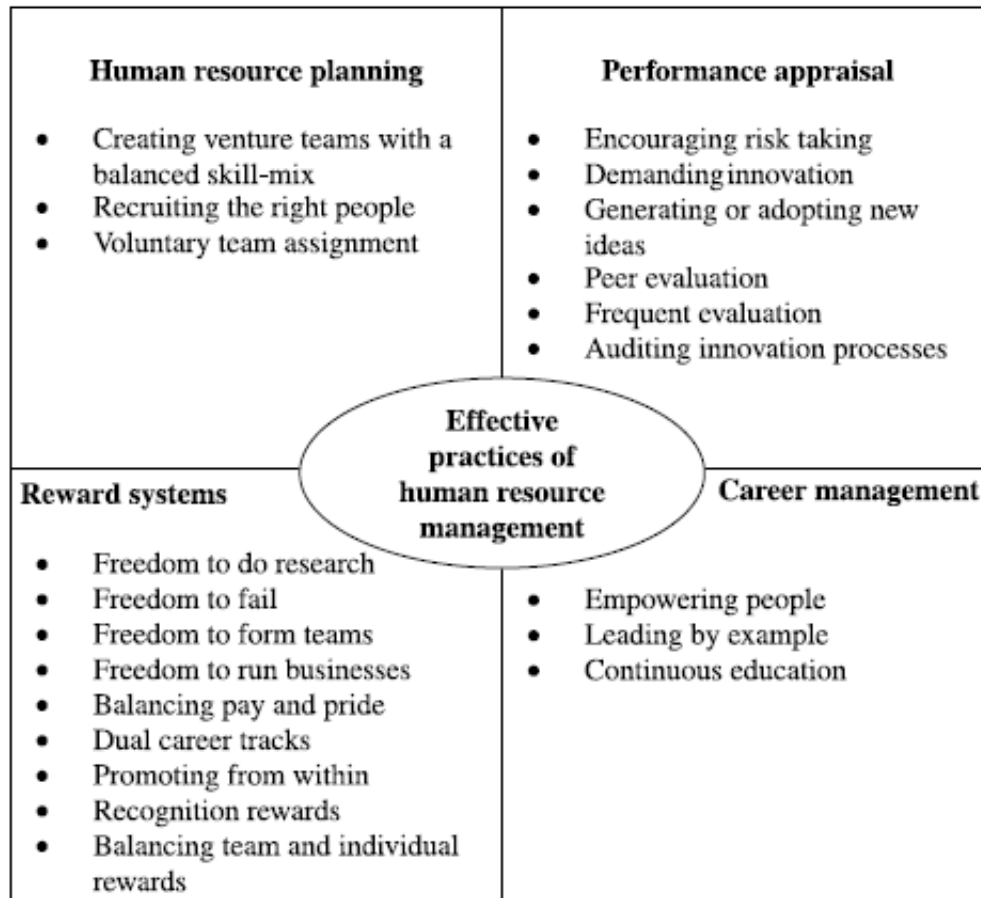 Human resource planning
• Creating venture teams with a
balanced skill-mix
• Recruiting the right people
• Voluntary team assignment
Performance appraisal
• Encouraging risk taking
• Demanding innovation
• Generating or adopting new
ideas
• Peer evaluation
• Frequent evaluation
• Auditing innovation processes
Effective
practices of
human resource
management
Reward systems
• Freedom to do research
• Freedom to fail
• Freedom to form teams
• Freedom to run businesses
• Balancing pay and pride
• Dual career tracks
• Promoting from within
• Recognition rewards
• Balancing team and individual
rewards
Career management
• Empowering people
• Leading by example
• Continuous education